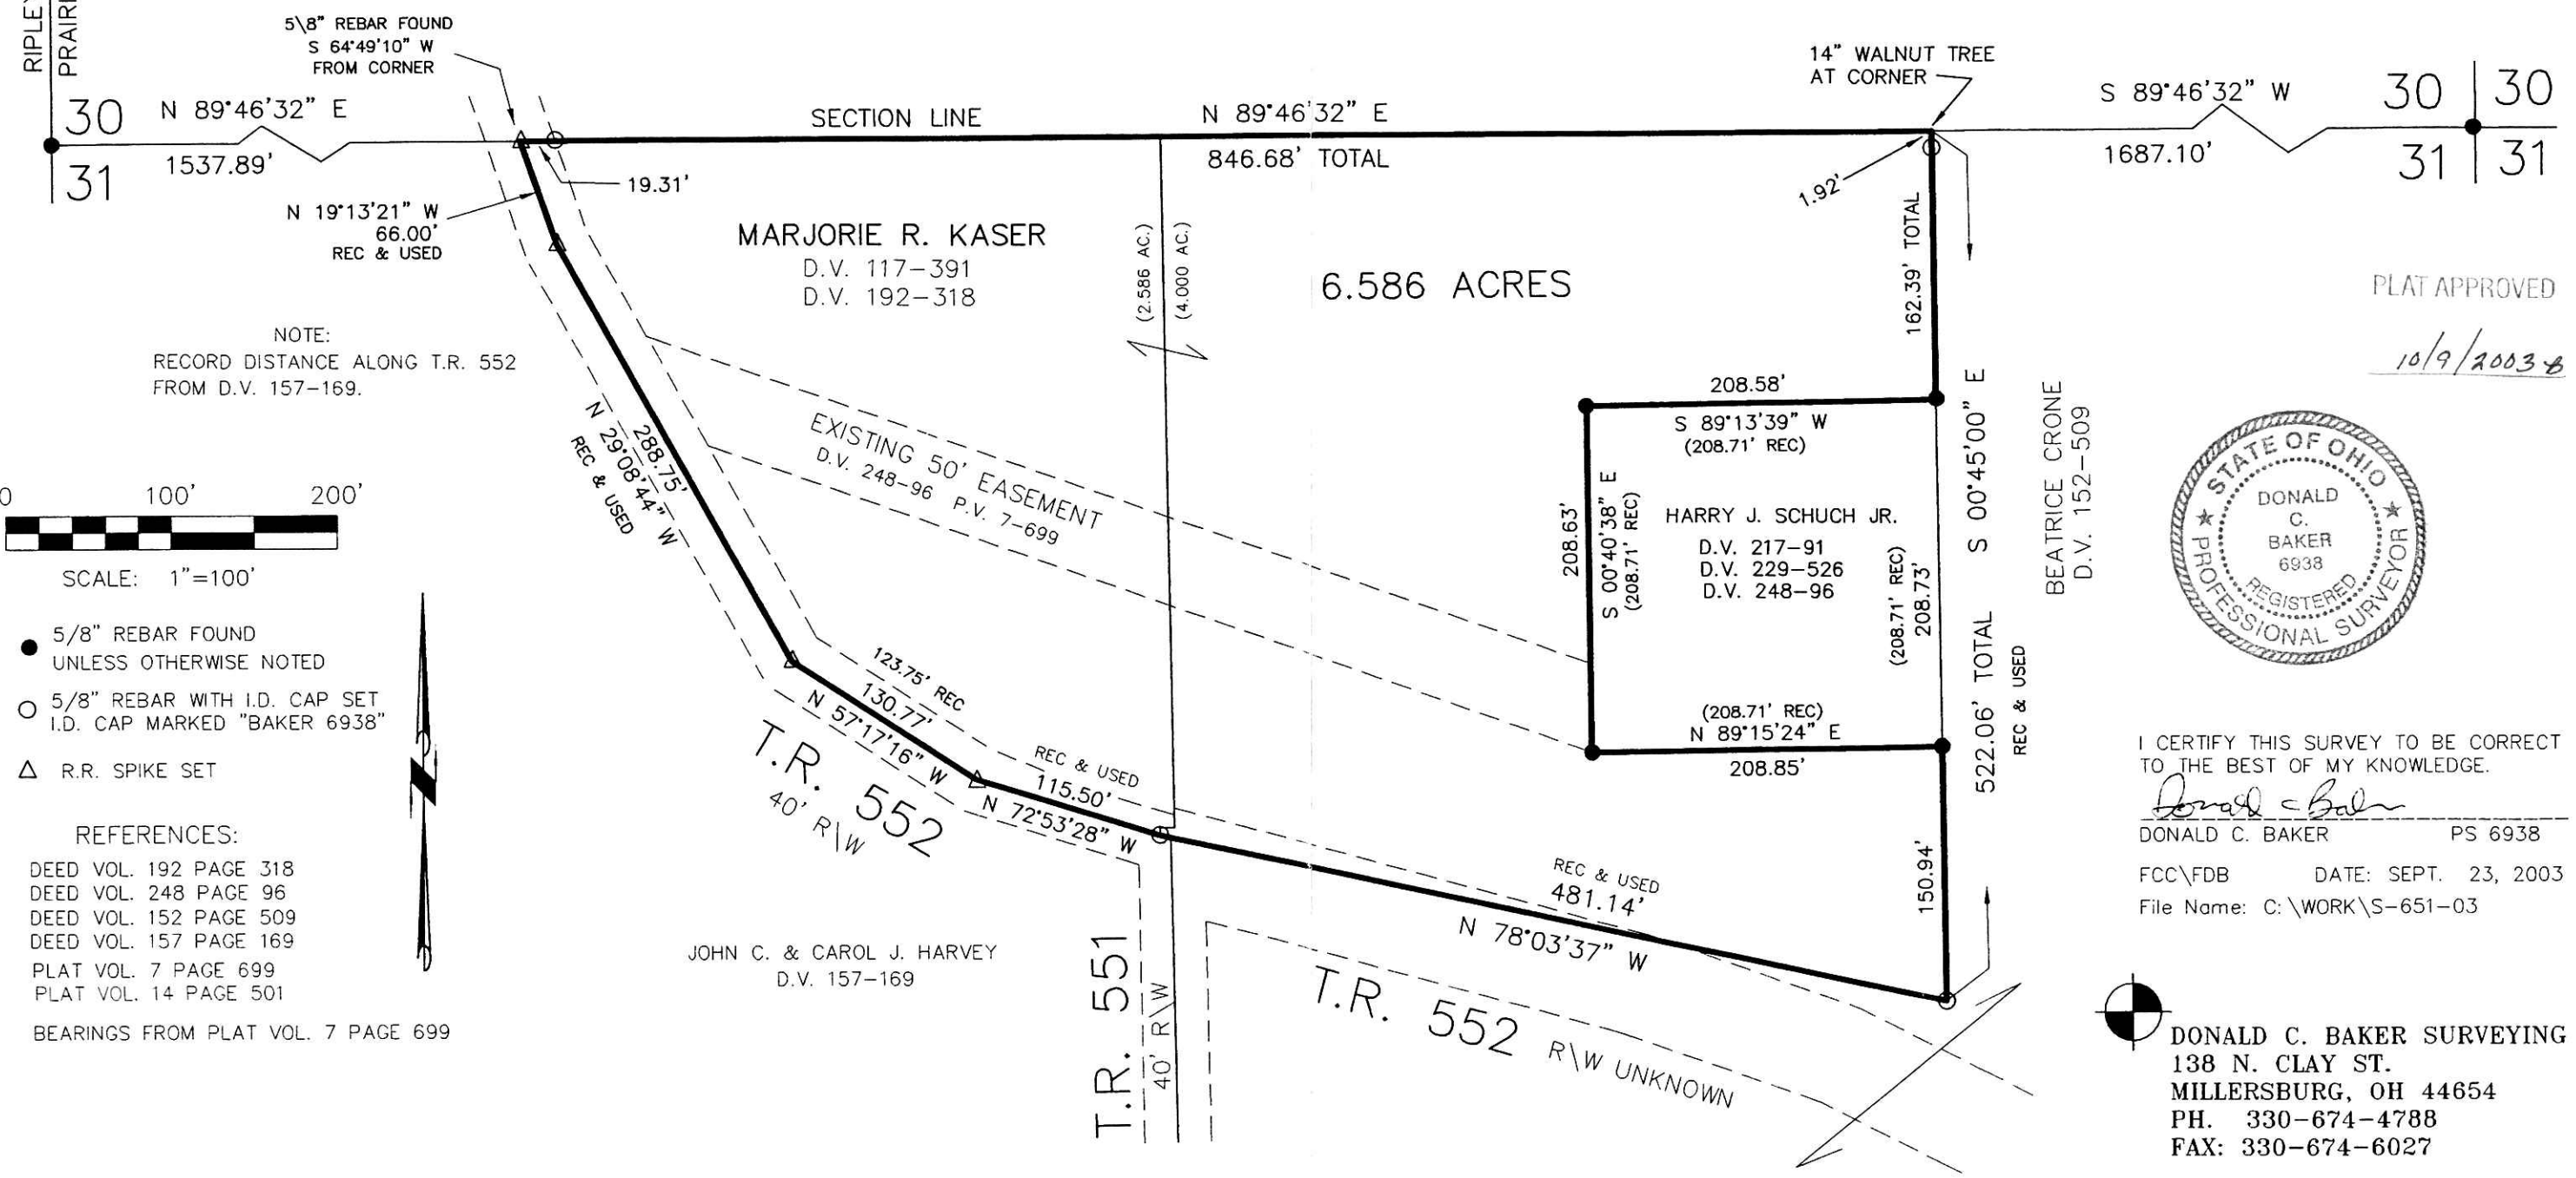 RIPLEY
5\8" REBAR FOUND
S 64°49'10" W
FROM CORNER
14" WALNUT TREE
AT CORNER
30
N 89°46'32" E
SECTION LINE
N 89°46'32" E
S 89°46'32" W
30
30
31
1537.89'
846.68' TOTAL
1687.10'
31
31
19.31'
1.92'
N 19°13'21" W
66.00'
REC & USED
MARJORIE R. KASER
D.V. 117-391
D.V. 192-318
(2.586 AC.)
(4.000 AC.)
6.586 ACRES
162.39' TOTAL
PLAT APPROVED
10/9/2003
NOTE:
RECORD DISTANCE ALONG T.R. 552
FROM D.V. 157-169.
288.75'
N 29°08'44" W
REC & USED
EXISTING 50' EASEMENT
D.V. 248-96 P.V. 7-699
208.58'
S 89°13'39" W
(208.71' REC)
208.63'
S 00°40'38" E
(208.71' REC)
HARRY J. SCHUCH JR.
D.V. 217-91
D.V. 229-526
D.V. 248-96
(208.71' REC)
208.73'
522.06' TOTAL S 00°45'00" E
REC & USED
BEATRICE CRONE
D.V. 152-509
(208.71' REC)
N 89°15'24" E
208.85'
STATE OF OHIO
DONALD
C.
BAKER
6938
REGISTERED
PROFESSIONAL SURVEYOR
0 100' 200'
SCALE: 1"=100'
5/8" REBAR FOUND
UNLESS OTHERWISE NOTED
5/8" REBAR WITH I.D. CAP SET
I.D. CAP MARKED "BAKER 6938"
R.R. SPIKE SET
REFERENCES:
DEED VOL. 192 PAGE 318
DEED VOL. 248 PAGE 96
DEED VOL. 152 PAGE 509
DEED VOL. 157 PAGE 169
PLAT VOL. 7 PAGE 699
PLAT VOL. 14 PAGE 501
BEARINGS FROM PLAT VOL. 7 PAGE 699
123.75' REC
130.77'
N 57°17'16" W
T.R. 552
40' R\W
REC & USED
115.50'
N 72°53'28" W
REC & USED
481.14'
N 78°03'37" W
150.94'
JOHN C. & CAROL J. HARVEY
D.V. 157-169
T.R. 551
40' R\W
T.R. 552 R\W UNKNOWN
I CERTIFY THIS SURVEY TO BE CORRECT
TO THE BEST OF MY KNOWLEDGE.
Donald C Baker
DONALD C. BAKER PS 6938
FCC\FDB DATE: SEPT. 23, 2003
File Name: C:\WORK\S-651-03
DONALD C. BAKER SURVEYING
138 N. CLAY ST.
MILLERSBURG, OH 44654
PH. 330-674-4788
FAX: 330-674-6027